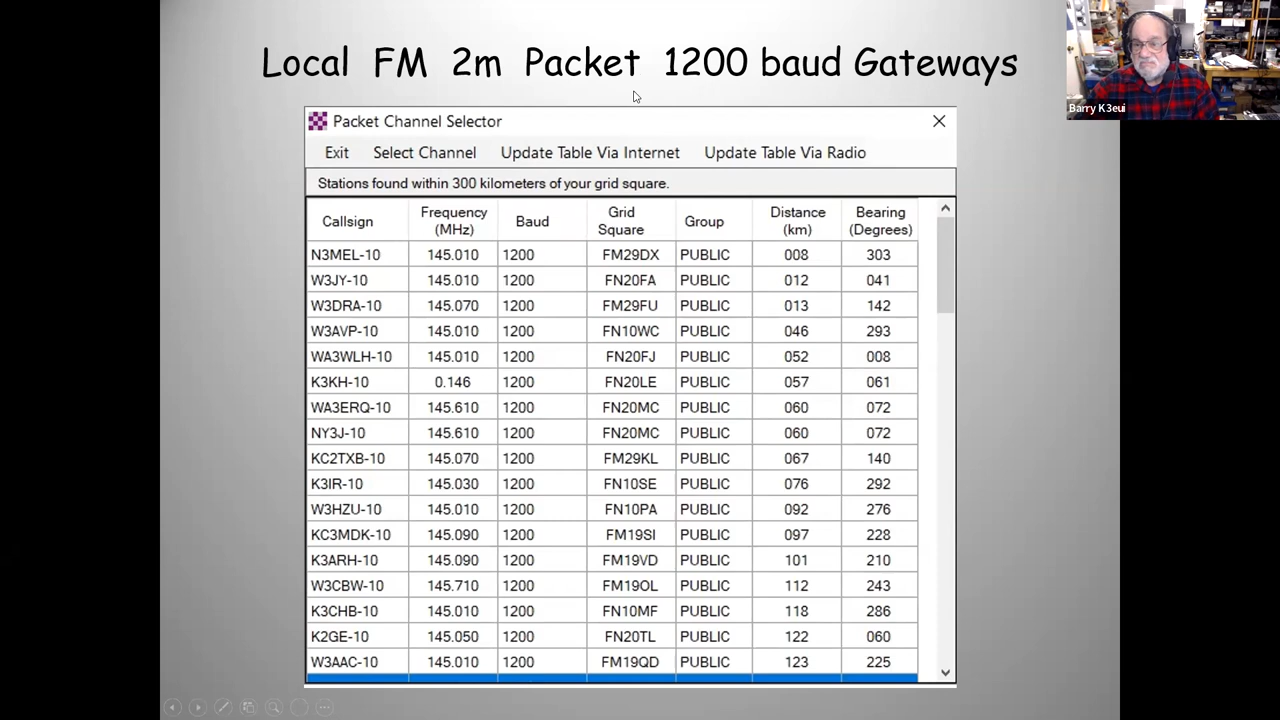 Local FM 2m Packet 1200 baud Gateways
Barry K3eui
Packet Channel Selector
Exit Select Channel Update Table Via Internet Update Table Via Radio
Stations found within 300 kilometers of your grid square.
Callsign Frequency (MHz) Baud Grid Square Group Distance (km) Bearing (Degrees)
N3MEL-10 145.010 1200 FM29DX PUBLIC 008 303
W3JY-10 145.010 1200 FN20FA PUBLIC 012 041
W3DRA-10 145.070 1200 FM29FU PUBLIC 013 142
W3AVP-10 145.010 1200 FN10WC PUBLIC 046 293
WA3WLH-10 145.010 1200 FN20FJ PUBLIC 052 008
K3KH-10 0.146 1200 FN20LE PUBLIC 057 061
WA3ERQ-10 145.610 1200 FN20MC PUBLIC 060 072
NY3J-10 145.610 1200 FN20MC PUBLIC 060 072
KC2TXB-10 145.070 1200 FM29KL PUBLIC 067 140
K3IR-10 145.030 1200 FN10SE PUBLIC 076 292
W3HZU-10 145.010 1200 FN10PA PUBLIC 092 276
KC3MDK-10 145.090 1200 FM19SI PUBLIC 097 228
K3ARH-10 145.090 1200 FM19VD PUBLIC 101 210
W3CBW-10 145.710 1200 FM19OL PUBLIC 112 243
K3CHB-10 145.010 1200 FN10MF PUBLIC 118 286
K2GE-10 145.050 1200 FN20TL PUBLIC 122 060
W3AAC-10 145.010 1200 FM19QD PUBLIC 123 225